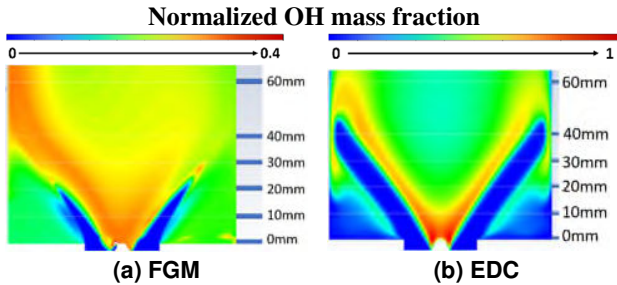 Normalized OH mass fraction
0 0.4 0 1
60mm 60mm
40mm 40mm
30mm 30mm
20mm 20mm
10mm 10mm
0mm 0mm
(a) FGM (b) EDC